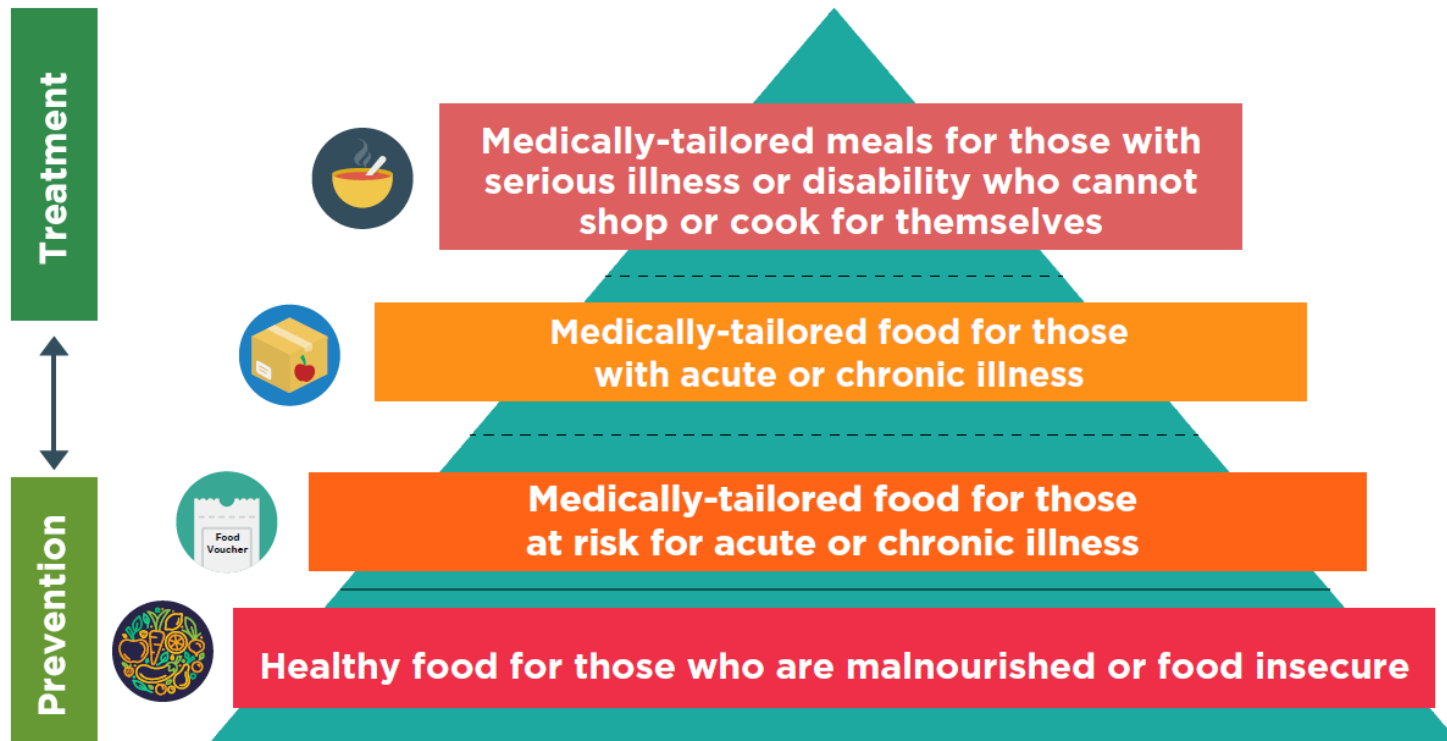 Treatment
Medically-tailored meals for those with
serious illness or disability who cannot
shop or cook for themselves
Medically-tailored food for those
with acute or chronic illness
Medically-tailored food for those
at risk for acute or chronic illness
Food
Voucher
Prevention
Healthy food for those who are malnourished or food insecure